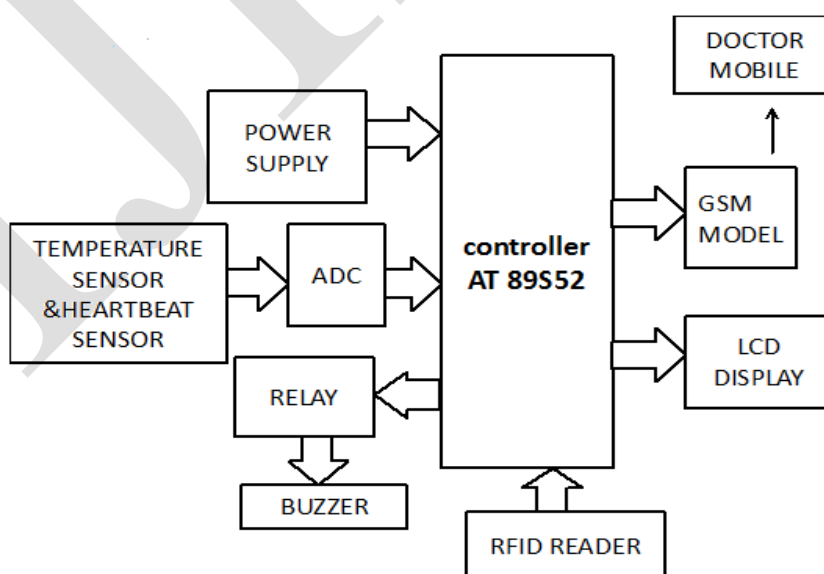 DOCTOR
MOBILE
POWER
SUPPLY
GSM
MODEL
controller
AT 89S52
TEMPERATURE
SENSOR
&HEARTBEAT
SENSOR
ADC
LCD
DISPLAY
RELAY
BUZZER
RFID READER